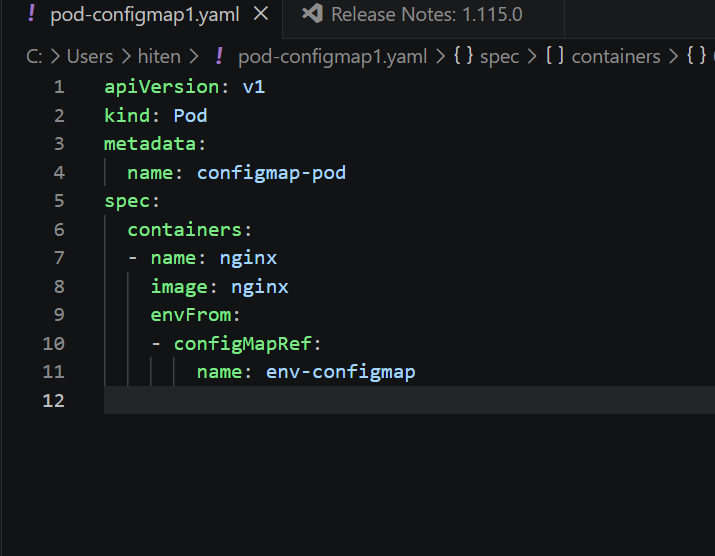 ! pod-configmap1.yaml × Release Notes: 1.115.0
C: > Users > hiten > ! pod-configmap1.yaml > { } spec > [ ] containers > { }
1 apiVersion: v1
2 kind: Pod
3 metadata:
4   name: configmap-pod
5 spec:
6   containers:
7   - name: nginx
8     image: nginx
9     envFrom:
10     - configMapRef:
11         name: env-configmap
12